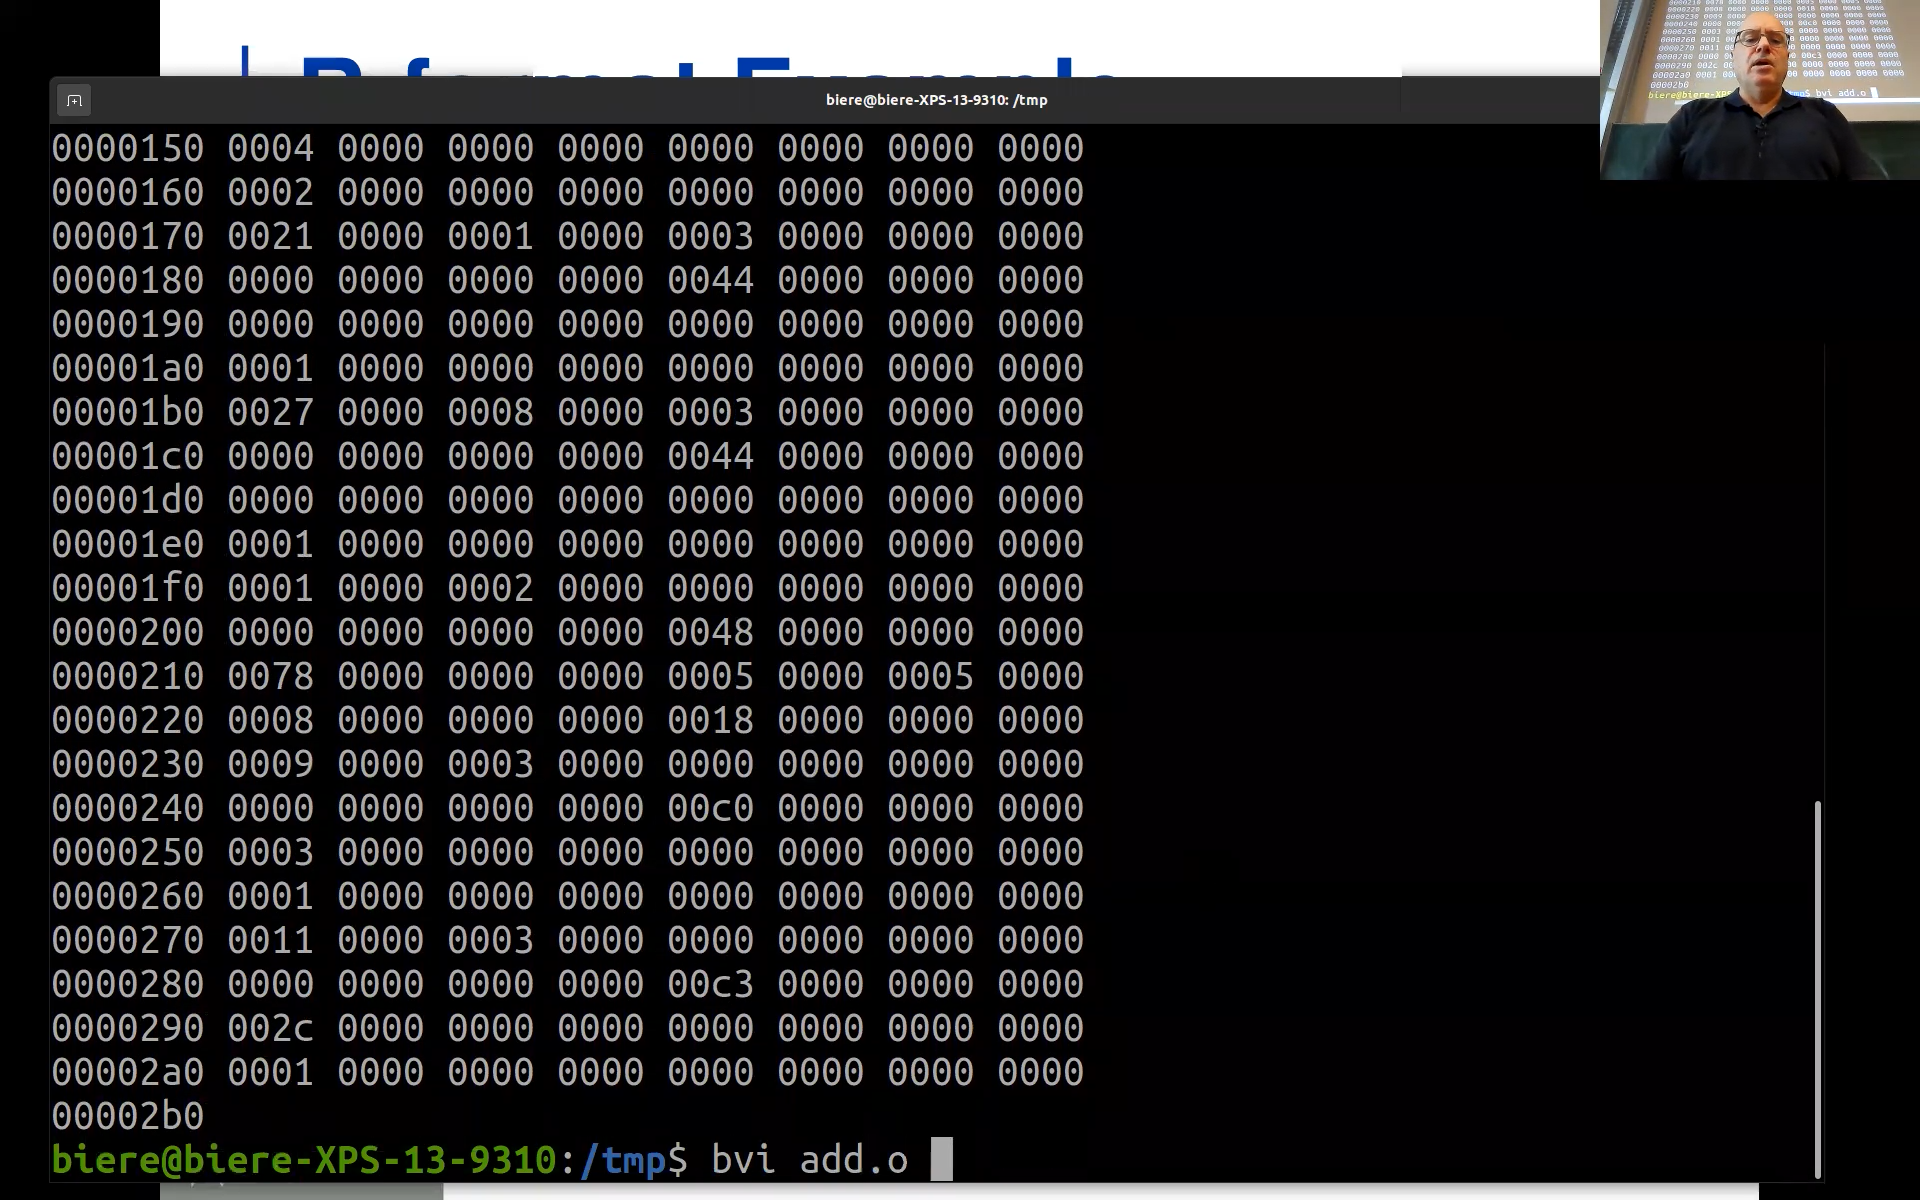 R-format Example
biere@biere-XPS-13-9310: /tmp
0000150 0004 0000 0000 0000 0000 0000 0000 0000
0000160 0002 0000 0000 0000 0000 0000 0000 0000
0000170 0021 0000 0001 0000 0003 0000 0000 0000
0000180 0000 0000 0000 0000 0044 0000 0000 0000
0000190 0000 0000 0000 0000 0000 0000 0000 0000
00001a0 0001 0000 0000 0000 0000 0000 0000 0000
00001b0 0027 0000 0008 0000 0003 0000 0000 0000
00001c0 0000 0000 0000 0000 0044 0000 0000 0000
00001d0 0000 0000 0000 0000 0000 0000 0000 0000
00001e0 0001 0000 0000 0000 0000 0000 0000 0000
00001f0 0001 0000 0002 0000 0000 0000 0000 0000
0000200 0000 0000 0000 0000 0048 0000 0000 0000
0000210 0078 0000 0000 0000 0005 0000 0005 0000
0000220 0008 0000 0000 0000 0018 0000 0000 0000
0000230 0009 0000 0003 0000 0000 0000 0000 0000
0000240 0000 0000 0000 0000 00c0 0000 0000 0000
0000250 0003 0000 0000 0000 0000 0000 0000 0000
0000260 0001 0000 0000 0000 0000 0000 0000 0000
0000270 0011 0000 0003 0000 0000 0000 0000 0000
0000280 0000 0000 0000 0000 00c3 0000 0000 0000
0000290 002c 0000 0000 0000 0000 0000 0000 0000
00002a0 0001 0000 0000 0000 0000 0000 0000 0000
00002b0
biere@biere-XPS-13-9310:/tmp$ bvi add.o